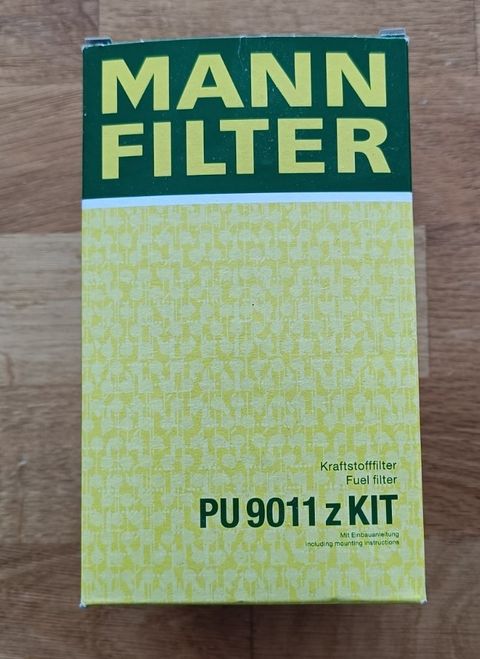 MANN
FILTER
Kraftstofffilter
Fuel filter
PU 9011 z KIT
Mit Einbauanleitung
including mounting instructions